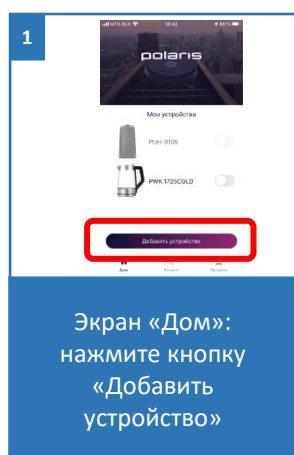 1
MTS RUS 12:42 48 %
polaris
Мои устройства
PUH-9105
PWK 1725CGLD
Добавить устройство
Дом
Профиль
Экран «Дом»:
нажмите кнопку
«Добавить
устройство»